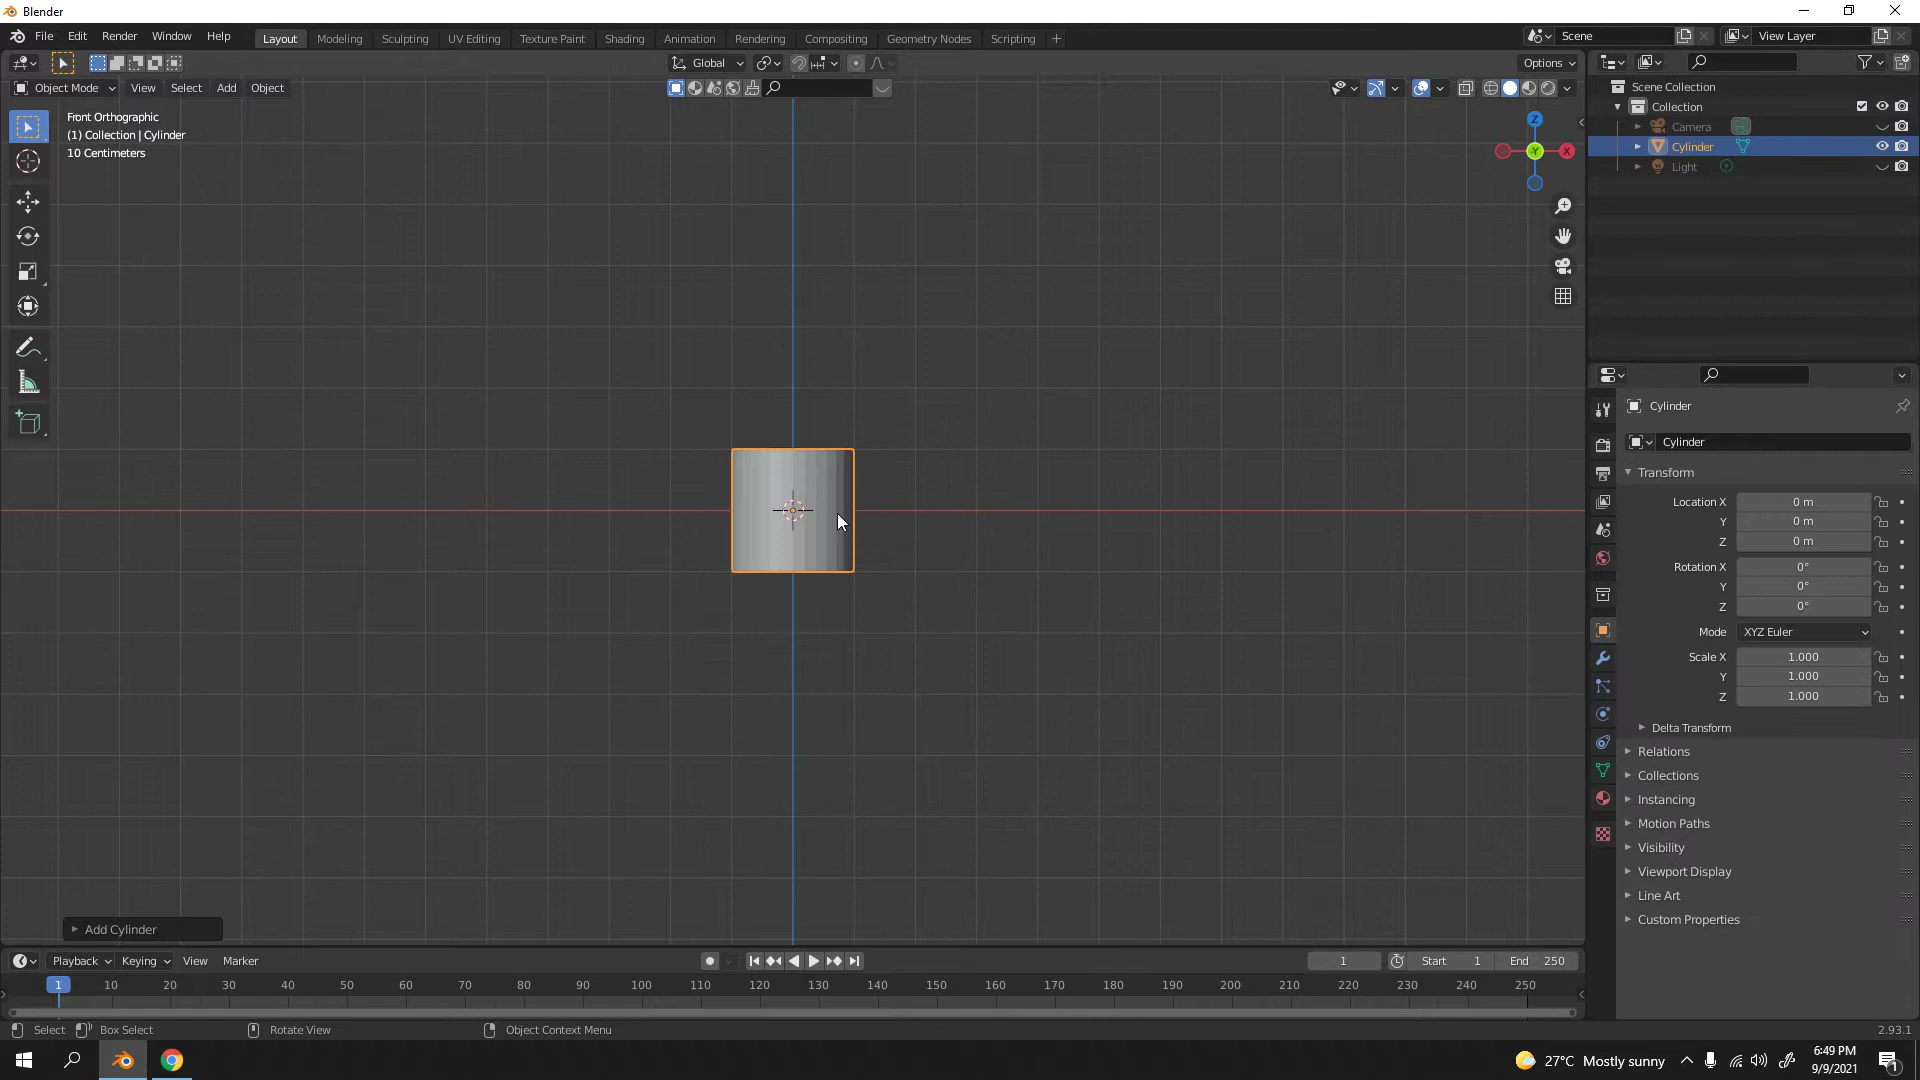 Blender
File Edit Render Window Help
Layout Modeling Sculpting UV Editing Texture Paint Shading Animation Rendering Compositing Geometry Nodes Scripting +
Scene
View Layer
Global
Options
Object Mode View Select Add Object
Front Orthographic
(1) Collection | Cylinder
10 Centimeters
Z
-Y
X
Scene Collection
Collection
Camera
Cylinder
Light
Cylinder
Cylinder
Transform
Location X 0 m
Y 0 m
Z 0 m
Rotation X 0°
Y 0°
Z 0°
Mode XYZ Euler
Scale X 1.000
Y 1.000
Z 1.000
Delta Transform
Relations
Collections
Instancing
Motion Paths
Visibility
Viewport Display
Line Art
Custom Properties
Add Cylinder
Playback Keying View Marker
1 Start 1 End 250
1 10 20 30 40 50 60 70 80 90 100 110 120 130 140 150 160 170 180 190 200 210 220 230 240 250
Select Box Select Rotate View Object Context Menu 2.93.1
27°C Mostly sunny
6:49 PM
9/9/2021
1